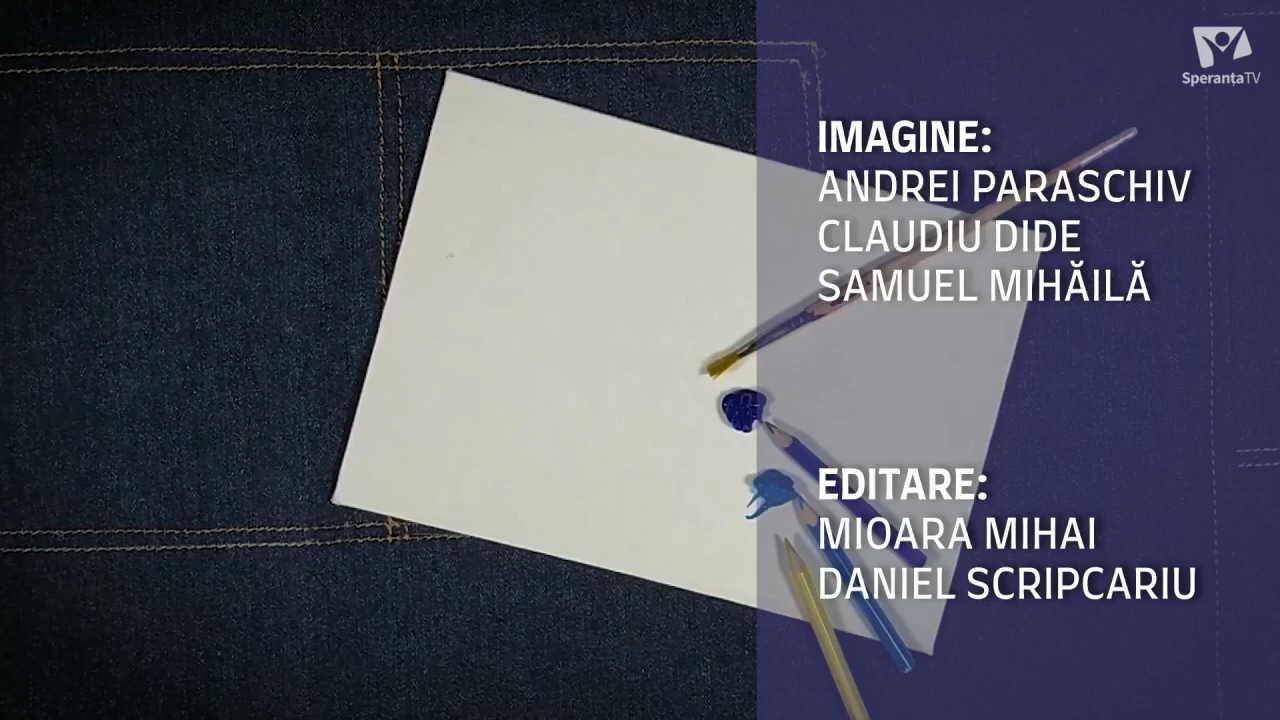 SperanțaTV
IMAGINE:
ANDREI PARASCHIV
CLAUDIU DIDE
SAMUEL MIHĂILĂ
EDITARE:
MIOARA MIHAI
DANIEL SCRIPCARIU